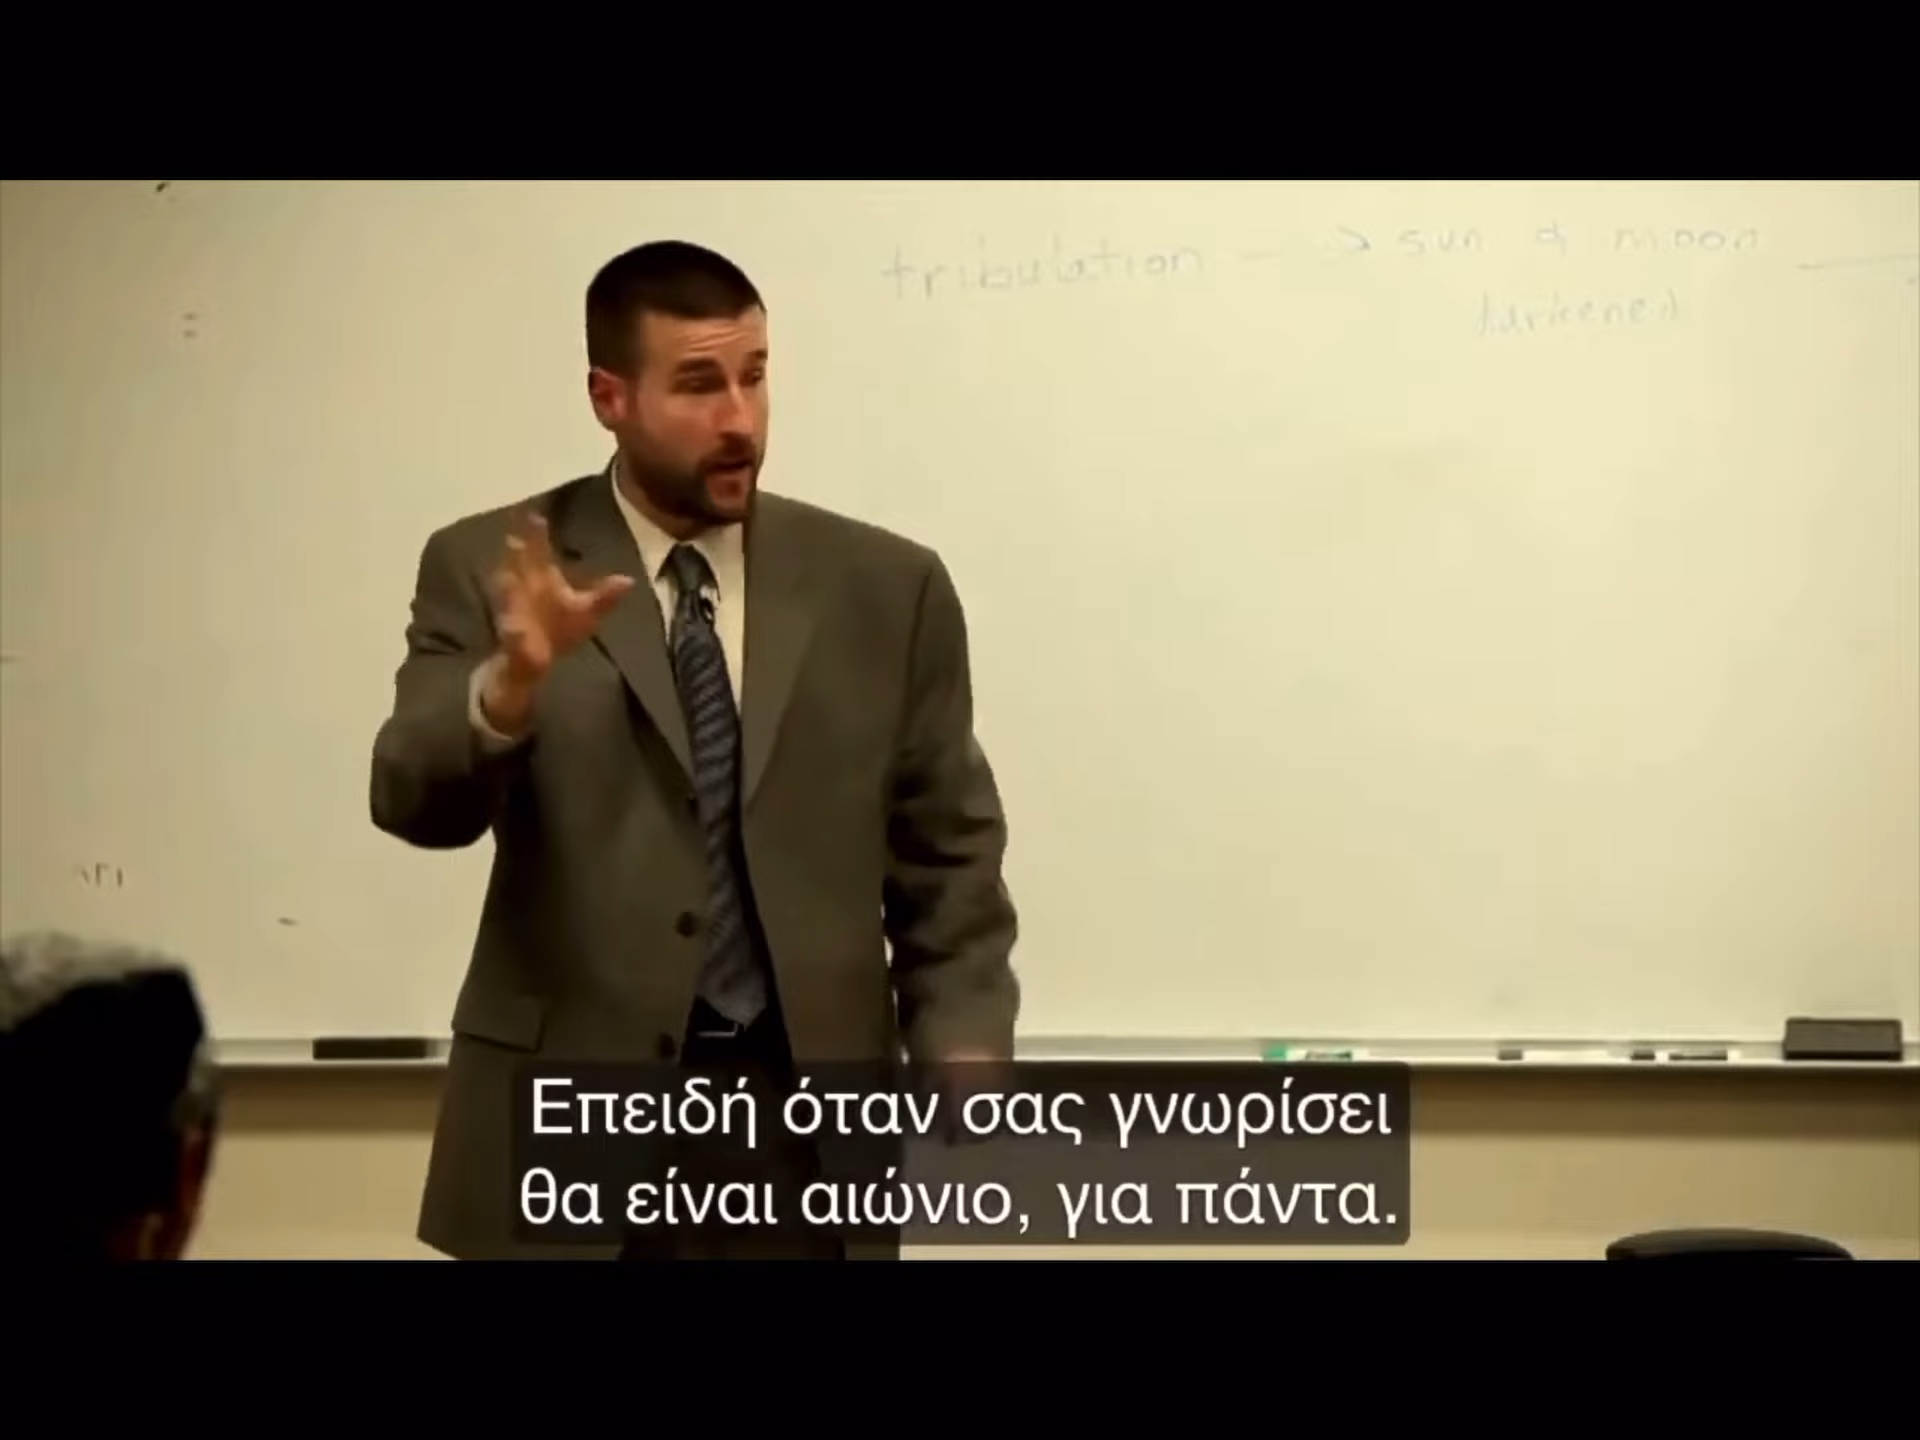 tribulation → sun & moon
darkened
Επειδή όταν σας γνωρίσει
θα είναι αιώνιο, για πάντα.